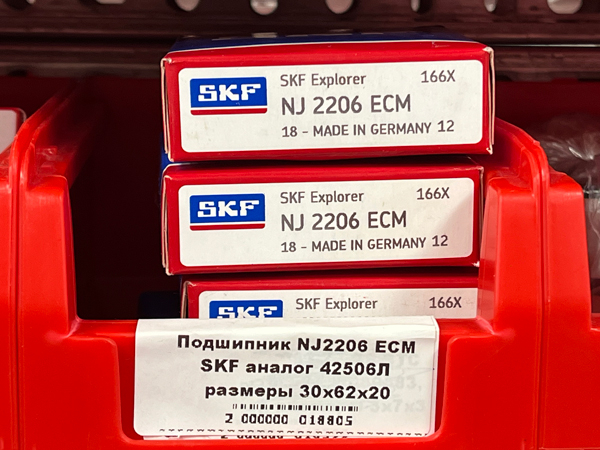 SKF
SKF Explorer 166X
NJ 2206 ECM
18 - MADE IN GERMANY 12
SKF
SKF Explorer 166X
NJ 2206 ECM
18 - MADE IN GERMANY 12
SKF
SKF Explorer 166X
Подшипник NJ2206 ECM
SKF аналог 42506Л
размеры 30x62x20
2 000000 018805